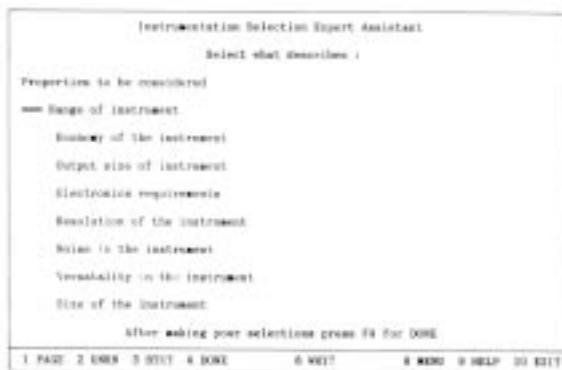 Instrumentation Selection Expert Assistant
Select what describes :
Properties to be considered
Range of instrument
Economy of the instrument
Output size of instrument
Electronics requirements
Resolution of the instrument
Noise in the instrument
Versatality in the instrument
Size of the instrument
After making your selections press F4 for DONE
1 PAGE 2 UNKN 3 STRT 4 DONE 6 WHY? 8 MENU 9 HELP 10 EXIT